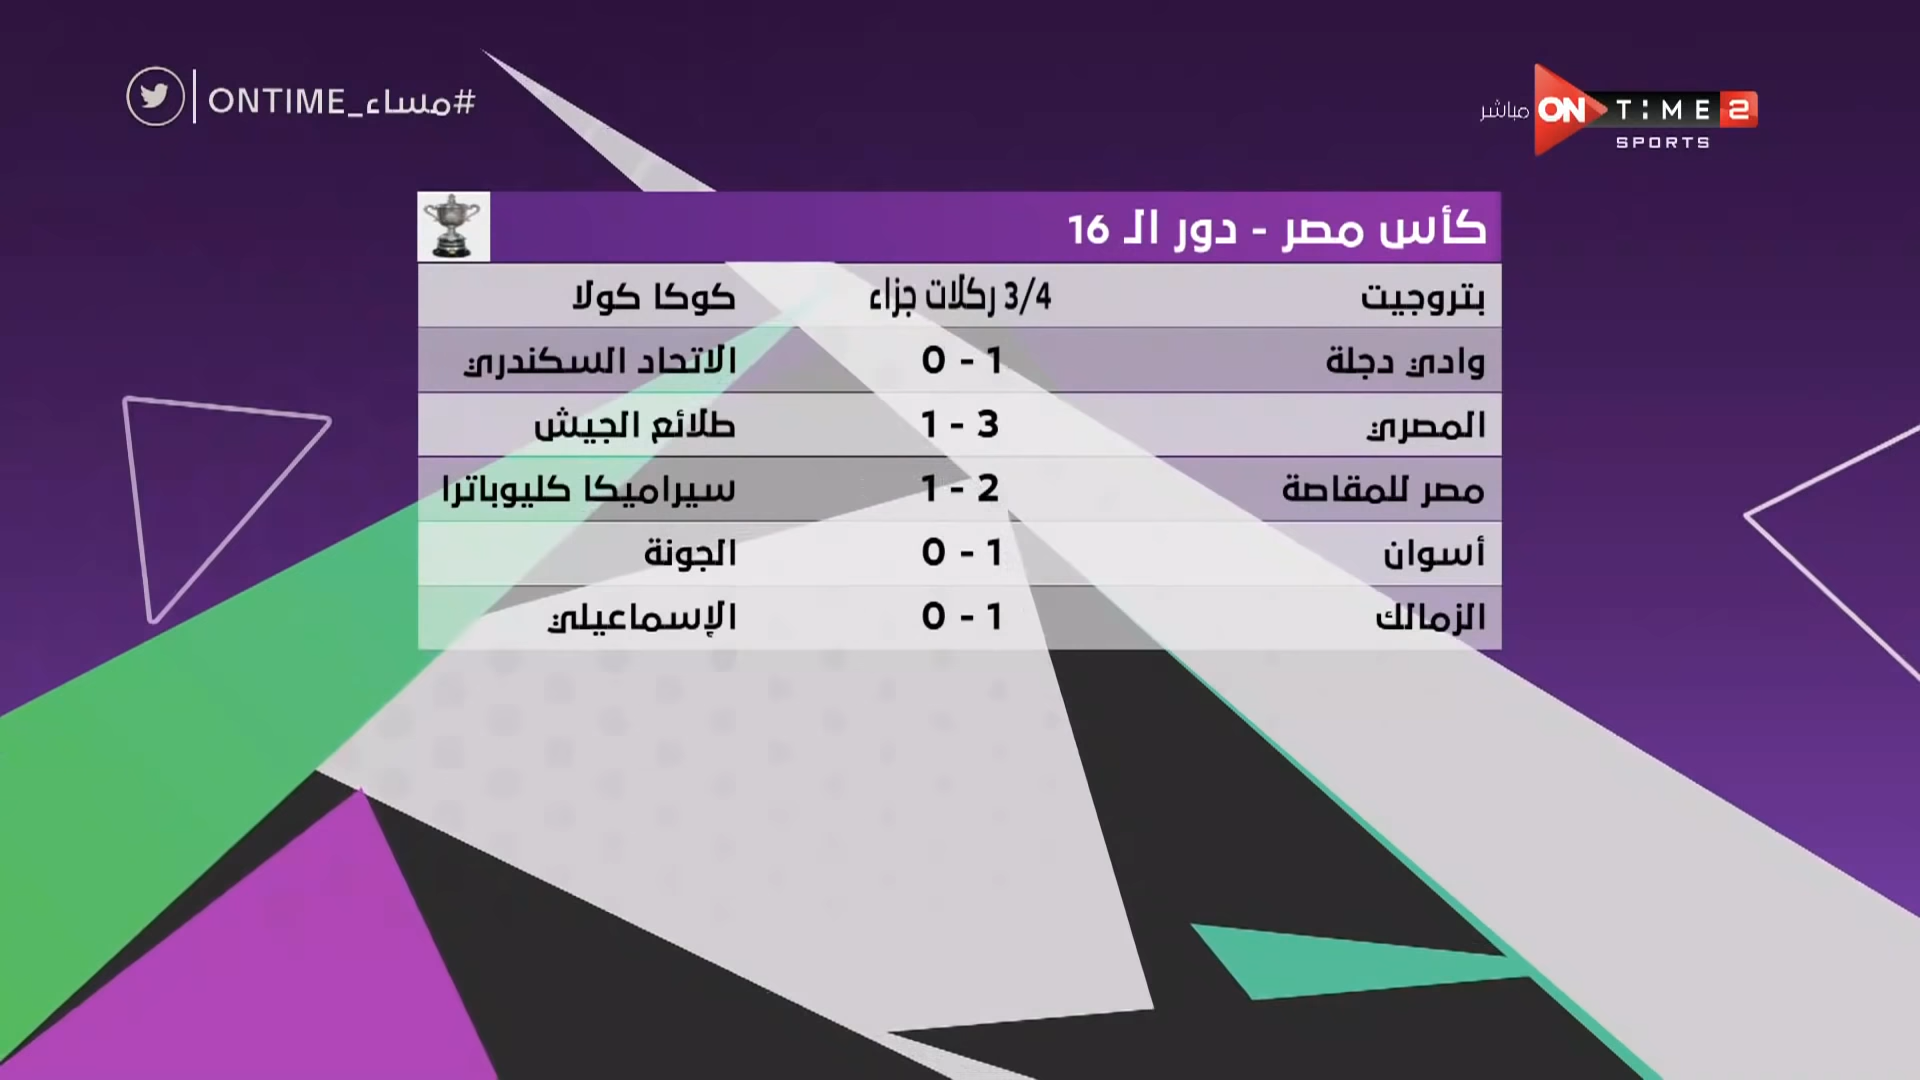 #مساء_ONTIME
مباشر ON TIME 2
SPORTS
كأس مصر - دور الـ 16
بتروجيت 3/4 ركلات جزاء كوكا كولا
وادي دجلة 1 - 0 الاتحاد السكندري
المصري 3 - 1 طلائع الجيش
مصر للمقاصة 2 - 1 سيراميكا كليوباترا
أسوان 1 - 0 الجونة
الزمالك 1 - 0 الإسماعيلي